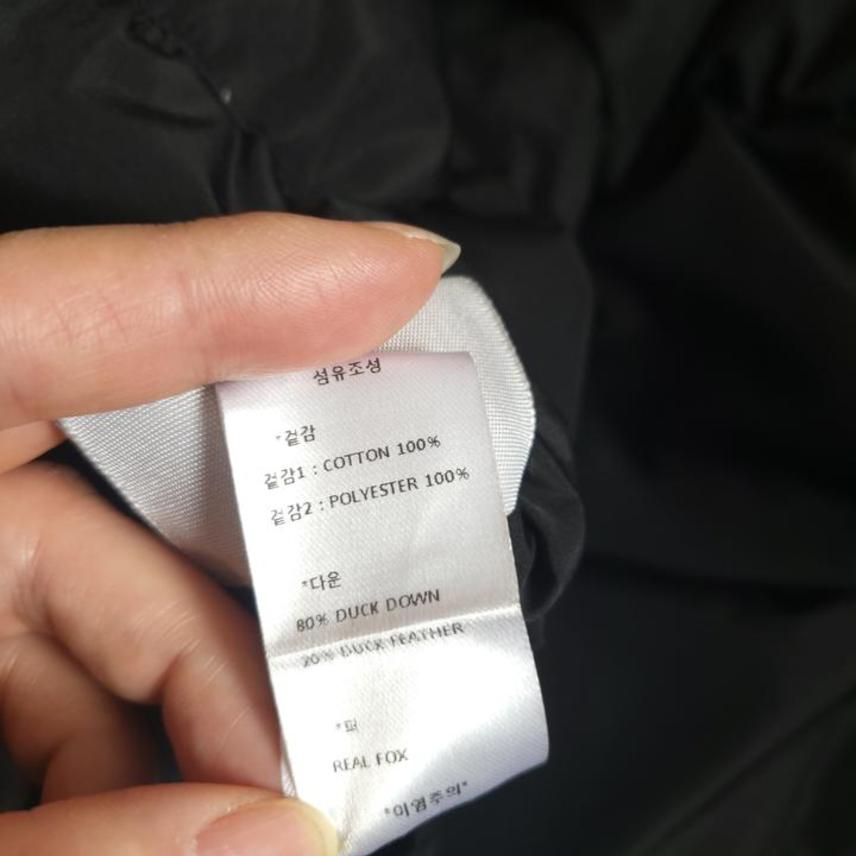 섬유조성
*겉감
겉감1 : COTTON 100%
겉감2 : POLYESTER 100%
*다운
80% DUCK DOWN
20% DUCK FEATHER
*퍼
REAL FOX
*이염주의*